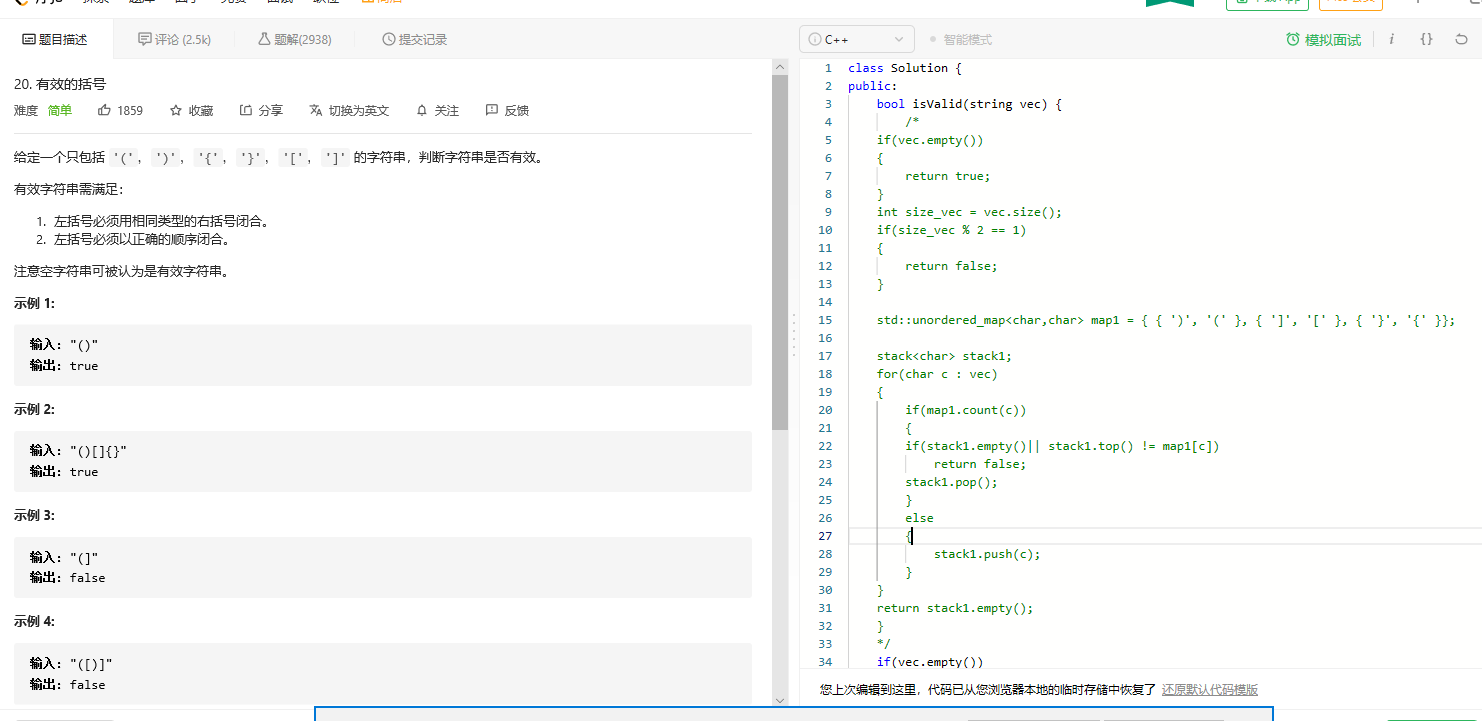 题目描述
评论 (2.5k)
题解(2938)
提交记录
20. 有效的括号
难度 简单 1859 收藏 分享 切换为英文 关注 反馈
给定一个只包括 '(', ')', '{', '}', '[', ']' 的字符串，判断字符串是否有效。
有效字符串需满足：
1. 左括号必须用相同类型的右括号闭合。
2. 左括号必须以正确的顺序闭合。
注意空字符串可被认为是有效字符串。
示例 1:
输入: "()"
输出: true
示例 2:
输入: "()[]{}"
输出: true
示例 3:
输入: "(]"
输出: false
示例 4:
输入: "([)]"
输出: false
C++
智能模式
模拟面试
i
{}
1 class Solution {
2 public:
3 bool isValid(string vec) {
4 /*
5 if(vec.empty())
6 {
7 return true;
8 }
9 int size_vec = vec.size();
10 if(size_vec % 2 == 1)
11 {
12 return false;
13 }
14
15 std::unordered_map<char,char> map1 = { { ')', '(' }, { ']', '[' }, { '}', '{' }};
16
17 stack<char> stack1;
18 for(char c : vec)
19 {
20 if(map1.count(c))
21 {
22 if(stack1.empty()|| stack1.top() != map1[c])
23 return false;
24 stack1.pop();
25 }
26 else
27 {
28 stack1.push(c);
29 }
30 }
31 return stack1.empty();
32 }
33 */
34 if(vec.empty())
您上次编辑到这里，代码已从您浏览器本地的临时存储中恢复了 还原默认代码模版